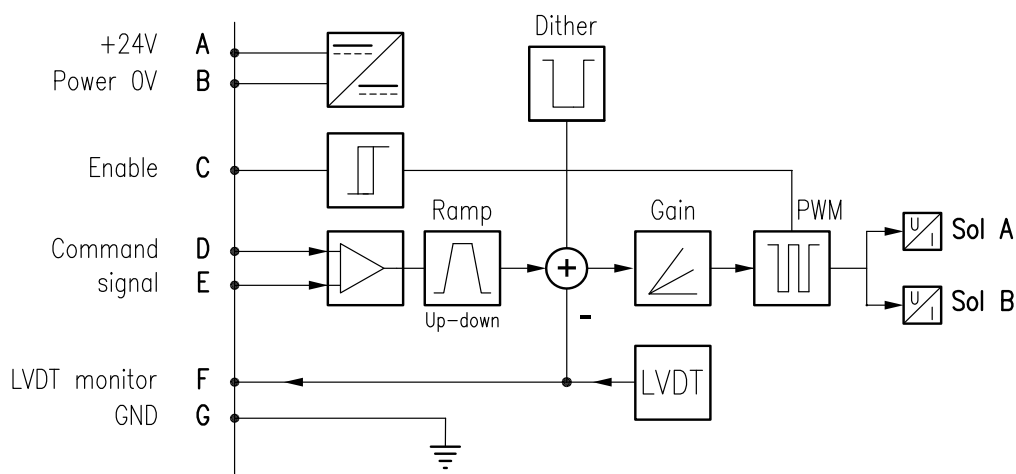 Dither
+24V A
Power 0V B
Enable C
Ramp Gain PWM
Command D
signal E
U I Sol A
U I Sol B
Up-down
+
-
LVDT monitor F
LVDT
GND G